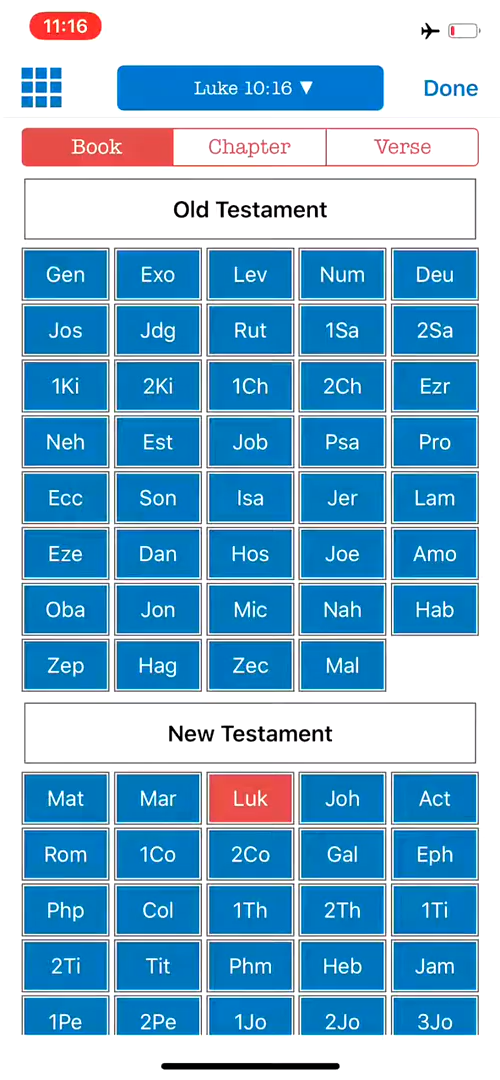 11:16
Luke 10:16 ▼ Done
Book Chapter Verse
Old Testament
Gen Exo Lev Num Deu
Jos Jdg Rut 1Sa 2Sa
1Ki 2Ki 1Ch 2Ch Ezr
Neh Est Job Psa Pro
Ecc Son Isa Jer Lam
Eze Dan Hos Joe Amo
Oba Jon Mic Nah Hab
Zep Hag Zec Mal
New Testament
Mat Mar Luk Joh Act
Rom 1Co 2Co Gal Eph
Php Col 1Th 2Th 1Ti
2Ti Tit Phm Heb Jam
1Pe 2Pe 1Jo 2Jo 3Jo